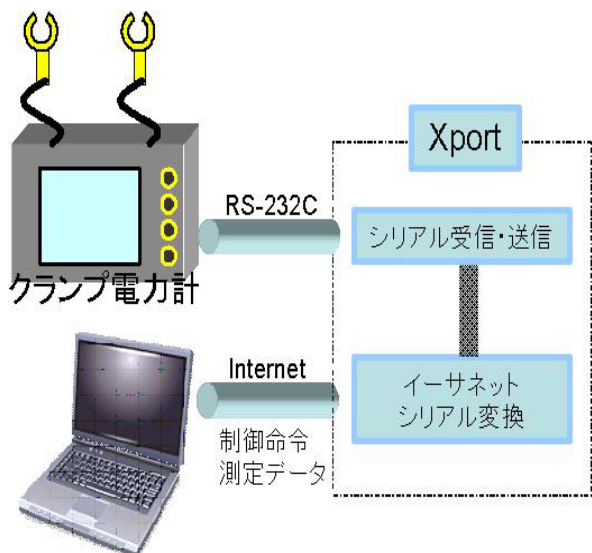 Xport
RS-232C
シリアル受信・送信
クランプ電力計
Internet
イーサネット
シリアル変換
制御命令
測定データ